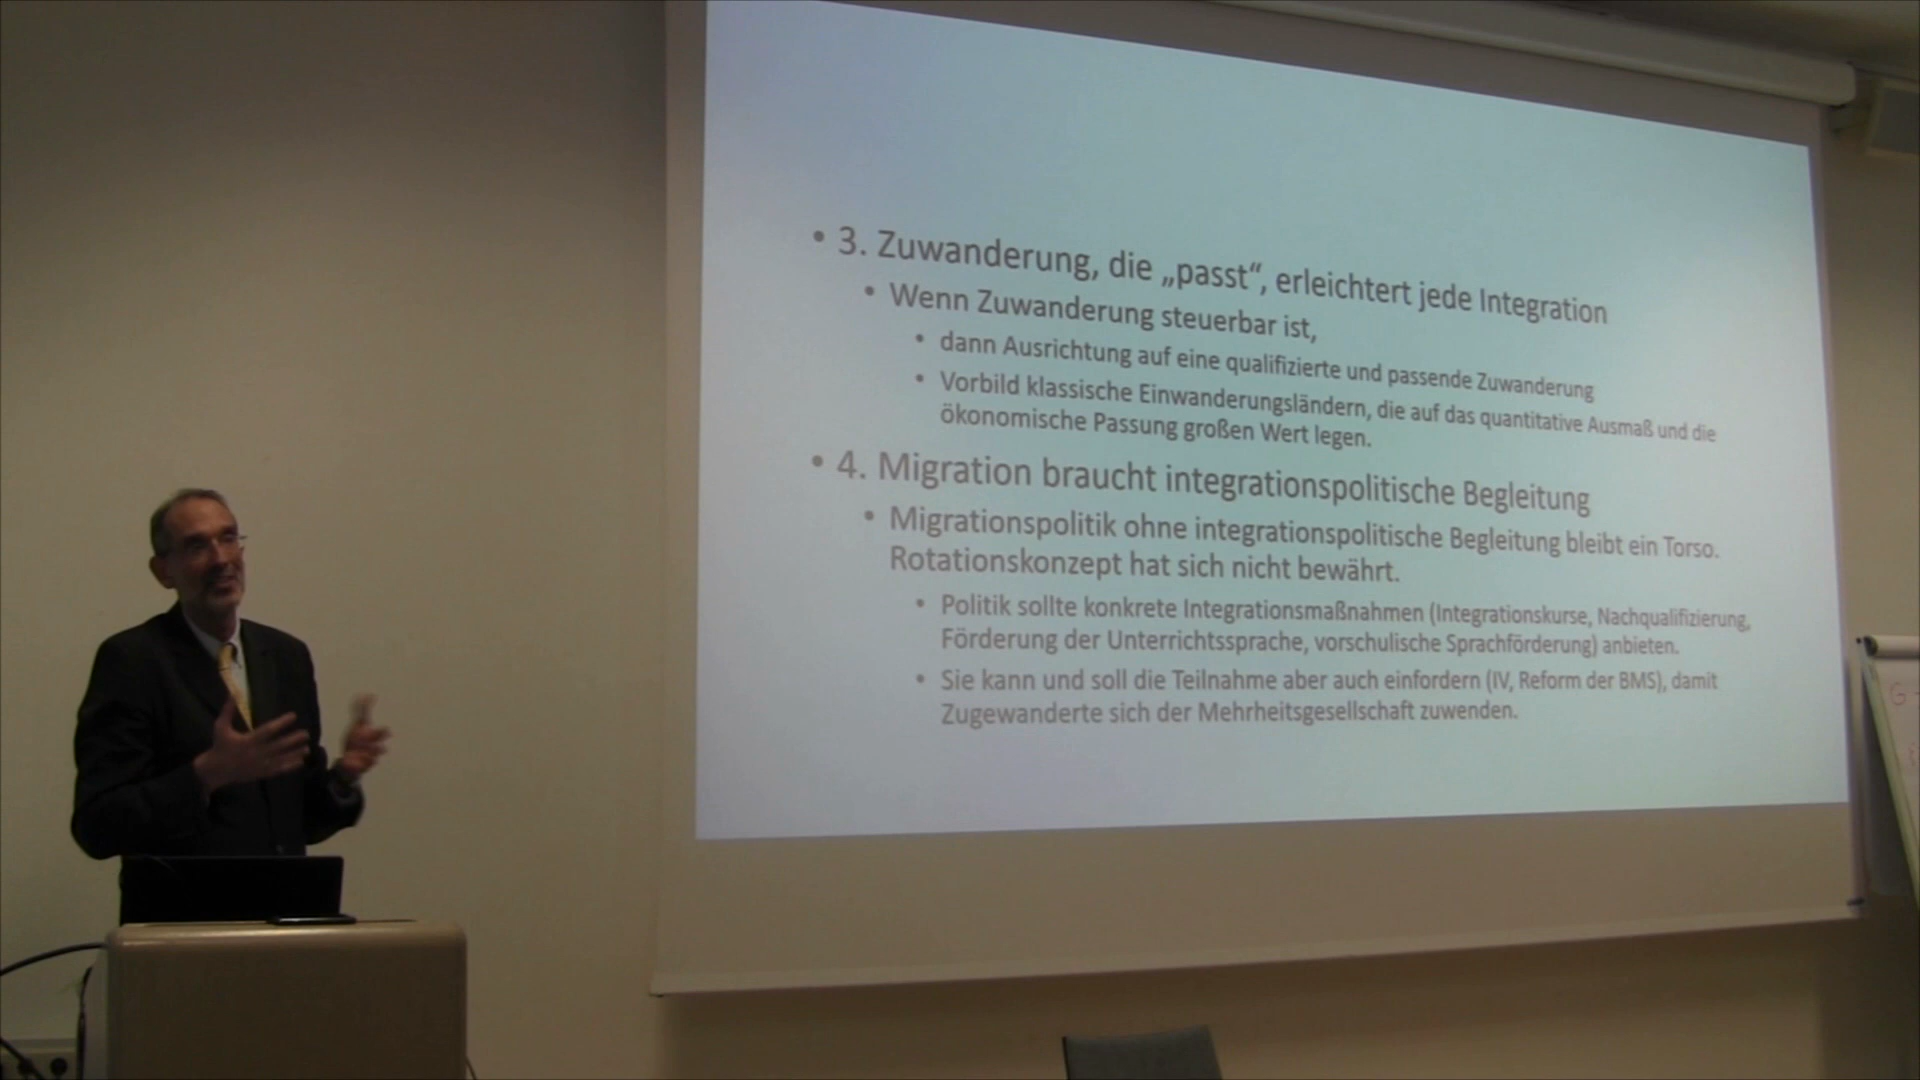 • 3. Zuwanderung, die „passt“, erleichtert jede Integration
• Wenn Zuwanderung steuerbar ist,
• dann Ausrichtung auf eine qualifizierte und passende Zuwanderung
• Vorbild klassische Einwanderungsländern, die auf das quantitative Ausmaß und die
ökonomische Passung großen Wert legen.
• 4. Migration braucht integrationspolitische Begleitung
• Migrationspolitik ohne integrationspolitische Begleitung bleibt ein Torso.
Rotationskonzept hat sich nicht bewährt.
• Politik sollte konkrete Integrationsmaßnahmen (Integrationskurse, Nachqualifizierung,
Förderung der Unterrichtssprache, vorschulische Sprachförderung) anbieten.
• Sie kann und soll die Teilnahme aber auch einfordern (IV, Reform der BMS), damit
Zugewanderte sich der Mehrheitsgesellschaft zuwenden.